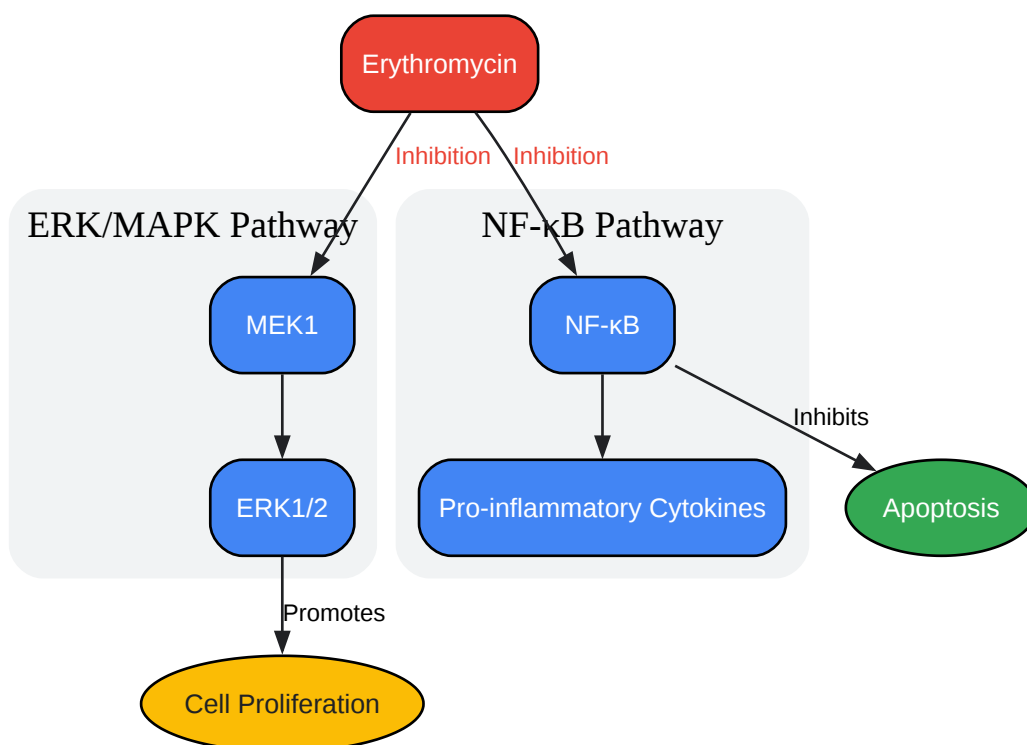 Erythromycin
Inhibition
Inhibition
ERK/MAPK Pathway
NF-κB Pathway
MEK1
NF-κB
Inhibits
ERK1/2
Pro-inflammatory Cytokines
Apoptosis
Promotes
Cell Proliferation